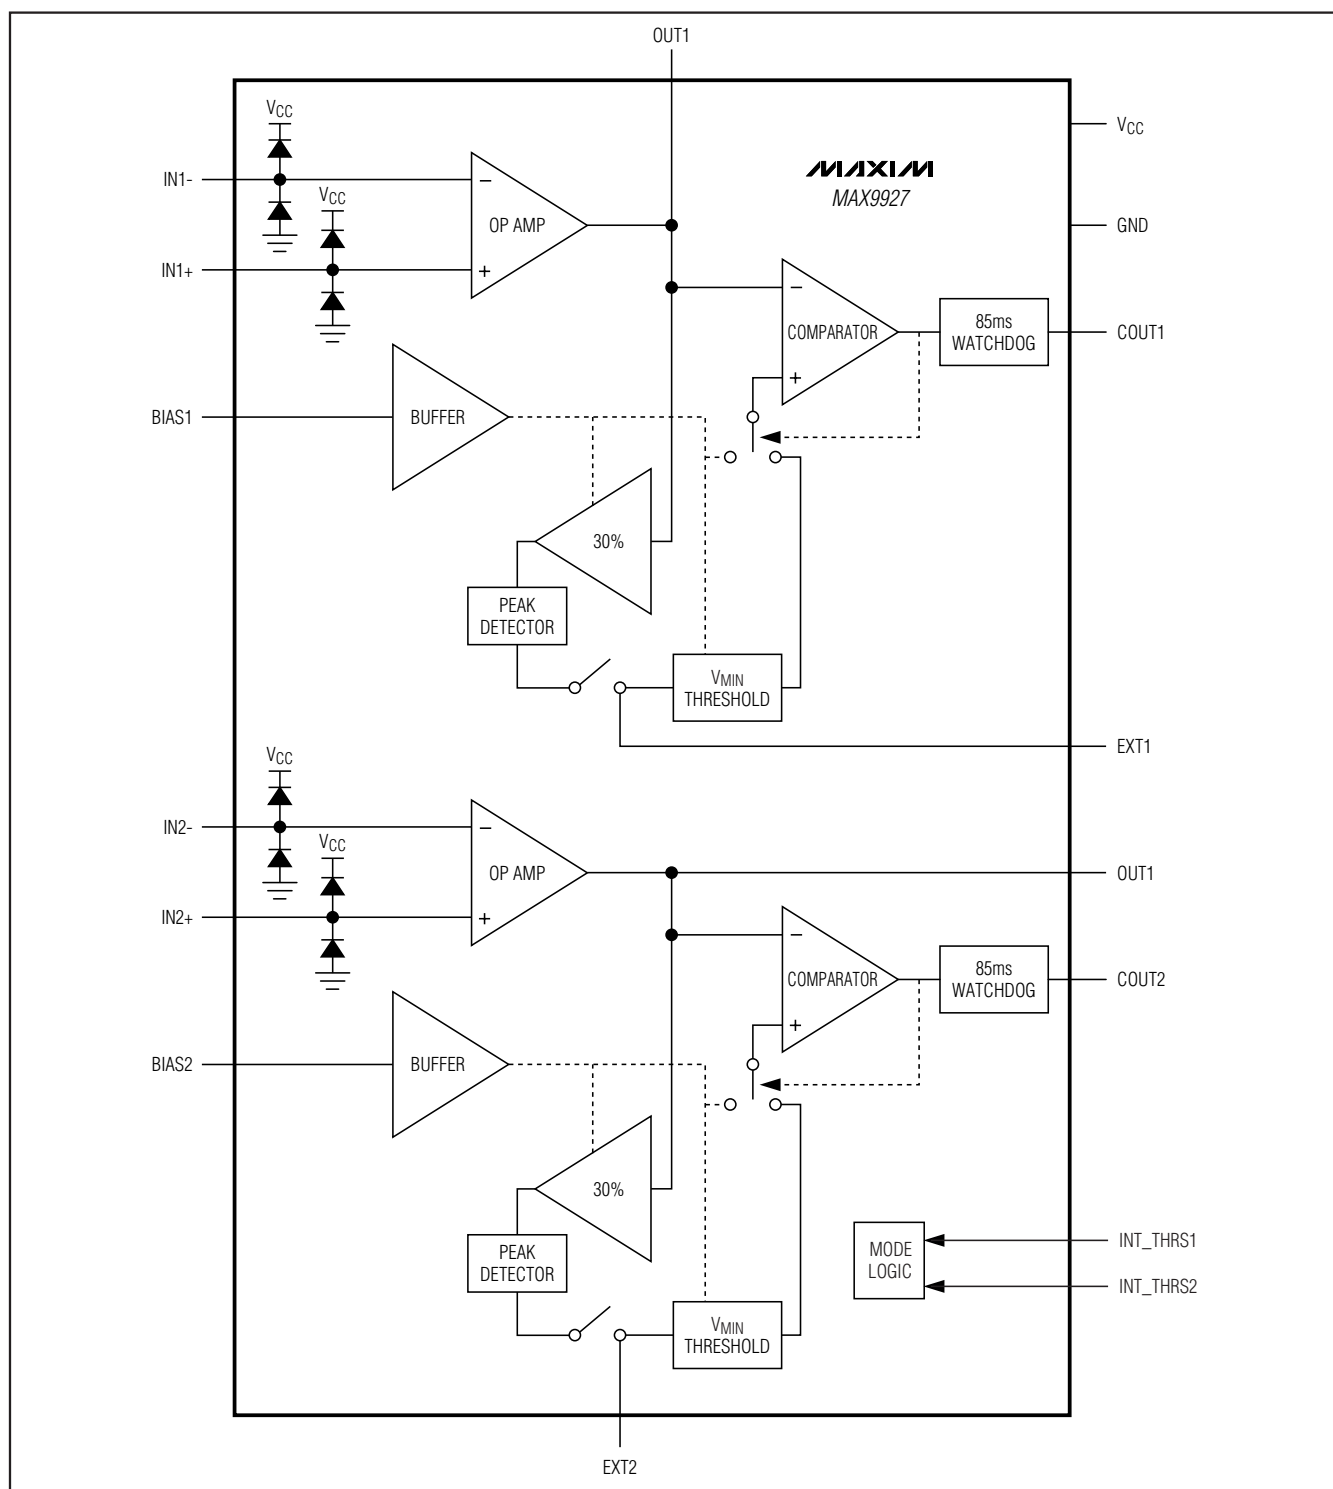 OUT1
VCC
VCC
IN1-
MAXIM
MAX9927
VCC
OP AMP
GND
IN1+
COMPARATOR
85ms
WATCHDOG
COUT1
BIAS1
BUFFER
30%
PEAK
DETECTOR
VMIN
THRESHOLD
EXT1
VCC
IN2-
VCC
OP AMP
OUT1
IN2+
COMPARATOR
85ms
WATCHDOG
COUT2
BIAS2
BUFFER
30%
MODE
LOGIC
INT_THRS1
INT_THRS2
PEAK
DETECTOR
VMIN
THRESHOLD
EXT2